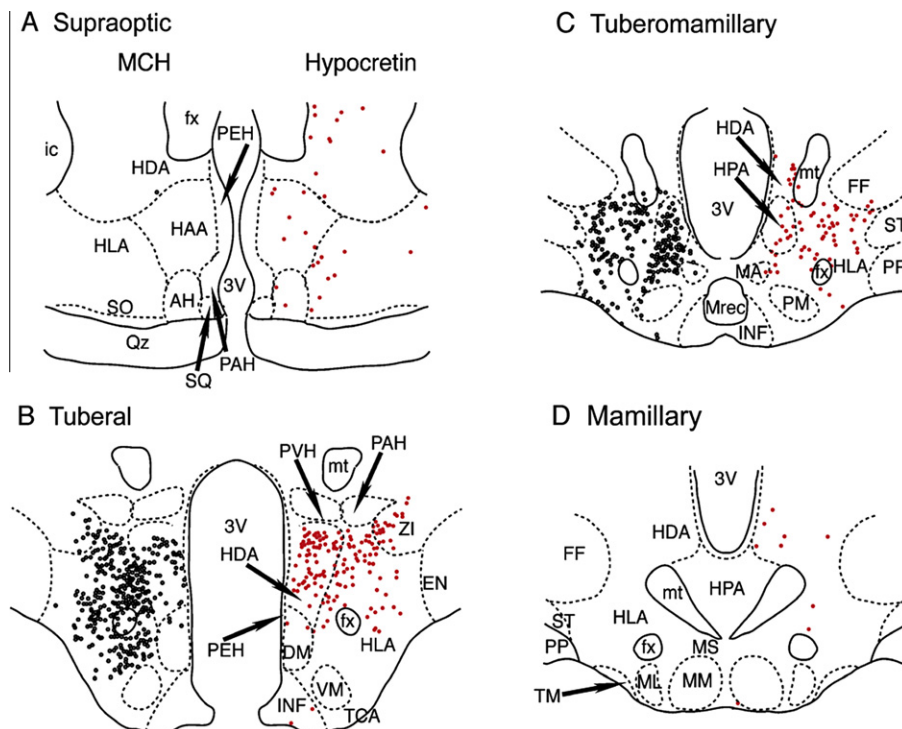 A Supraoptic
MCH
Hypocretin
fx
PEH
ic
HDA
HAA
HLA
3V
SO
AH
Qz
SQ
PAH
B Tuberal
PVH
PAH
mt
3V
ZI
HDA
EN
fx
PEH
HLA
DM
VM
INF
TCA
C Tuberomamillary
HDA
HPA
mt
FF
3V
ST
MA
fx
HLA
PP
Mrec
PM
INF
D Mamillary
3V
HDA
FF
HPA
mt
ST
HLA
PP
fx
MS
TM
ML
MM